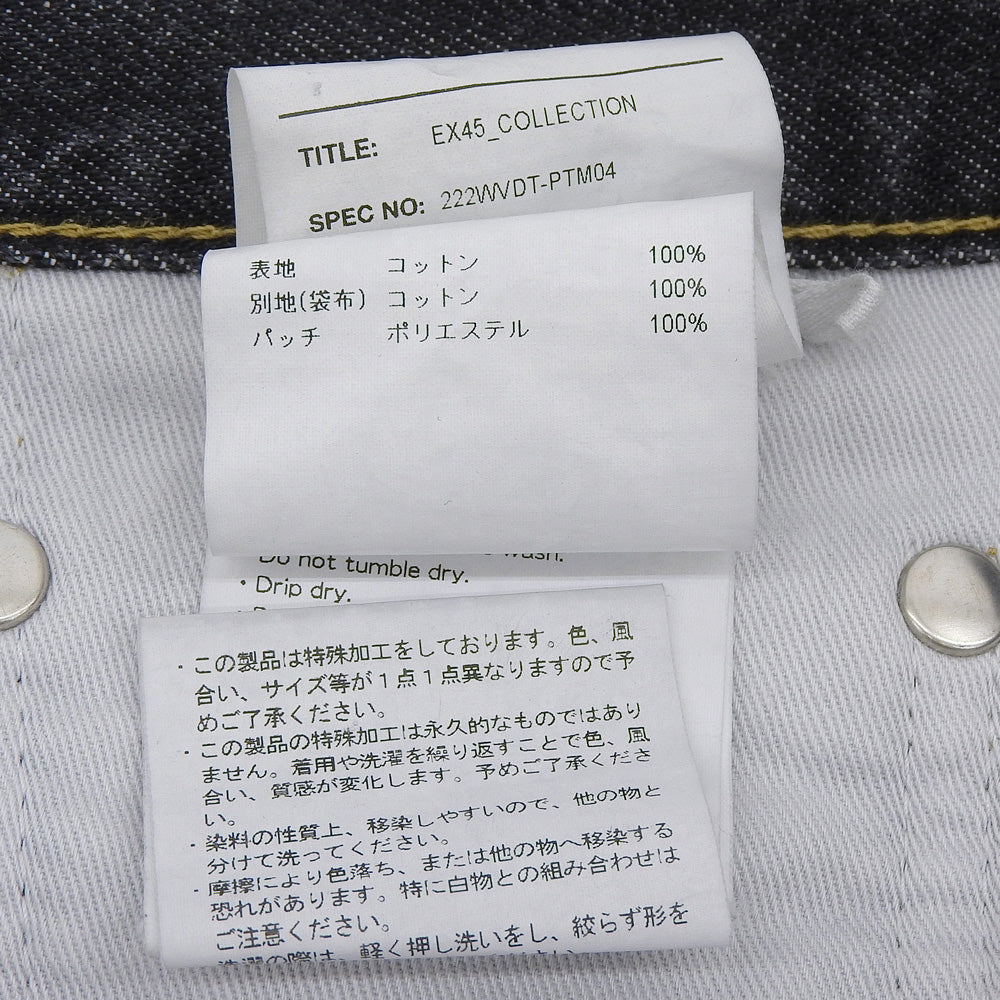 TITLE: EX45_COLLECTION
SPEC NO: 222WVDT-PTM04
表地 コットン 100%
別地(袋布) コットン 100%
パッチ ポリエステル 100%
Do not tumble dry. wash.
・Drip dry.
・この製品は特殊加工をしております。色、風
合い、サイズ等が1点1点異なりますので予
めご了承ください。
・この製品の特殊加工は永久的なものではあり
ません。着用や洗濯を繰り返すことで色、風
合い、質感が変化します。予めご了承くださ
い。
・染料の性質上、移染しやすいので、他の物と
分けて洗ってください。
・摩擦により色落ち、または他の物へ移染する
恐れがあります。特に白物との組み合わせは
ご注意ください。
洗濯の際は、軽く押し洗いをし、絞らず形を